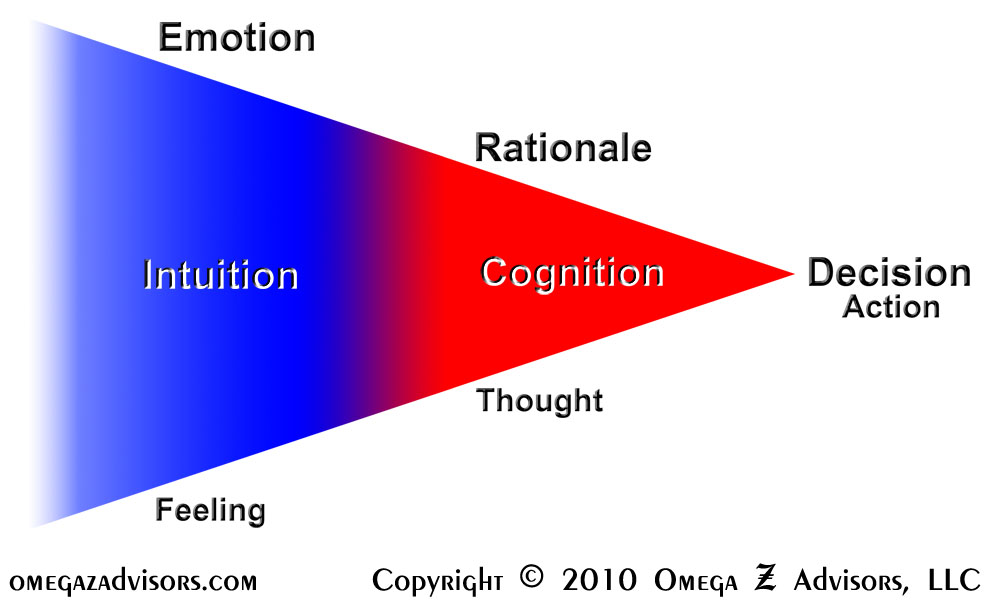 Emotion
Rationale
Intuition
Cognition
Decision
Action
Thought
Feeling
omegazadvisors.com
Copyright © 2010 Omega Z Advisors, LLC